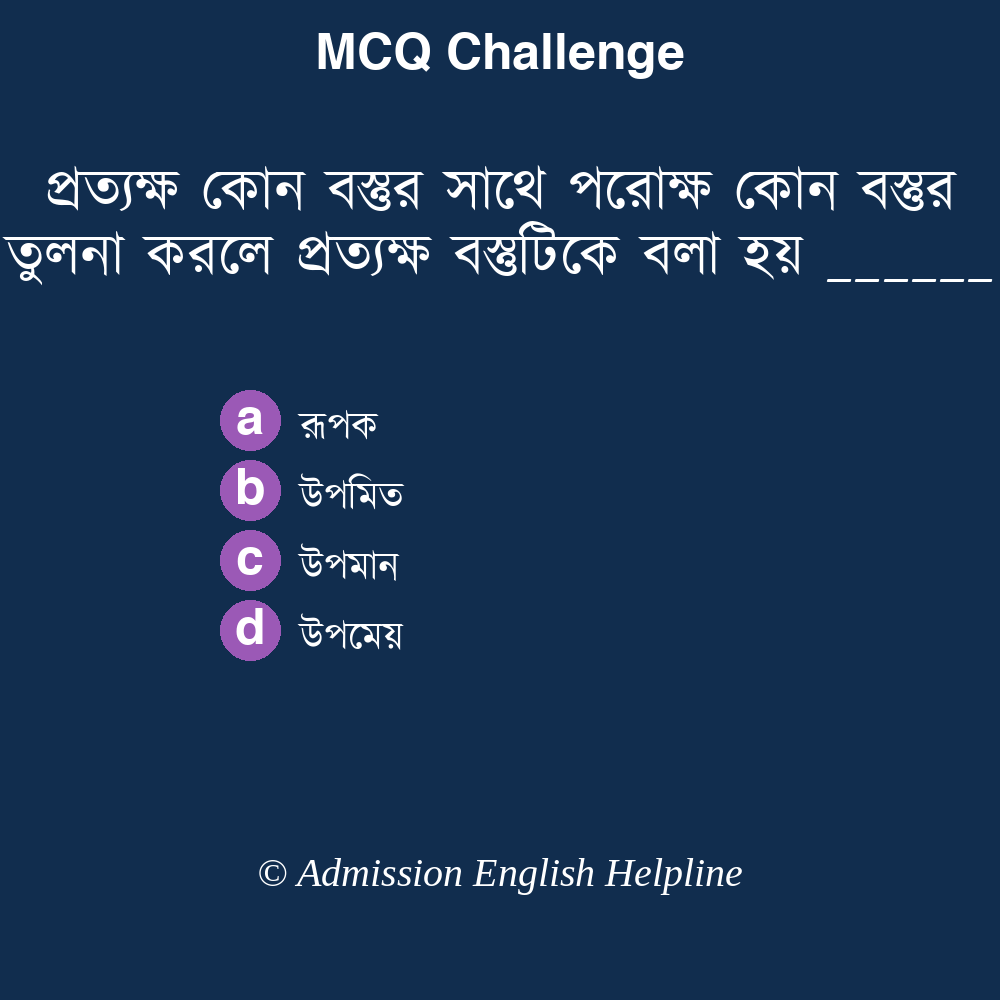 MCQ Challenge
প্রত্যক্ষ কোন বস্তুর সাথে পরোক্ষ কোন বস্তুর
তুলনা করলে প্রত্যক্ষ বস্তুটিকে বলা হয় ______
a রূপক
b উপমিত
c উপমান
d উপমেয়
© Admission English Helpline